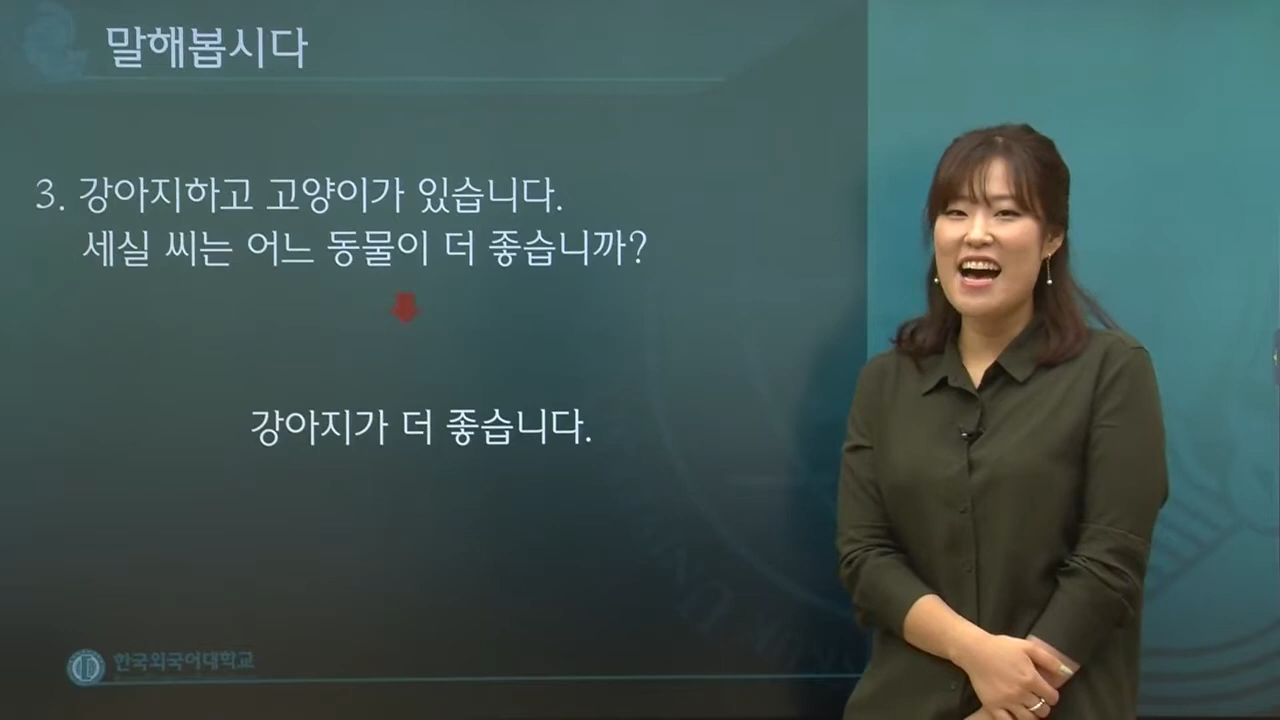 말해봅시다
3. 강아지하고 고양이가 있습니다.
세실 씨는 어느 동물이 더 좋습니까?
강아지가 더 좋습니다.
한국외국어대학교